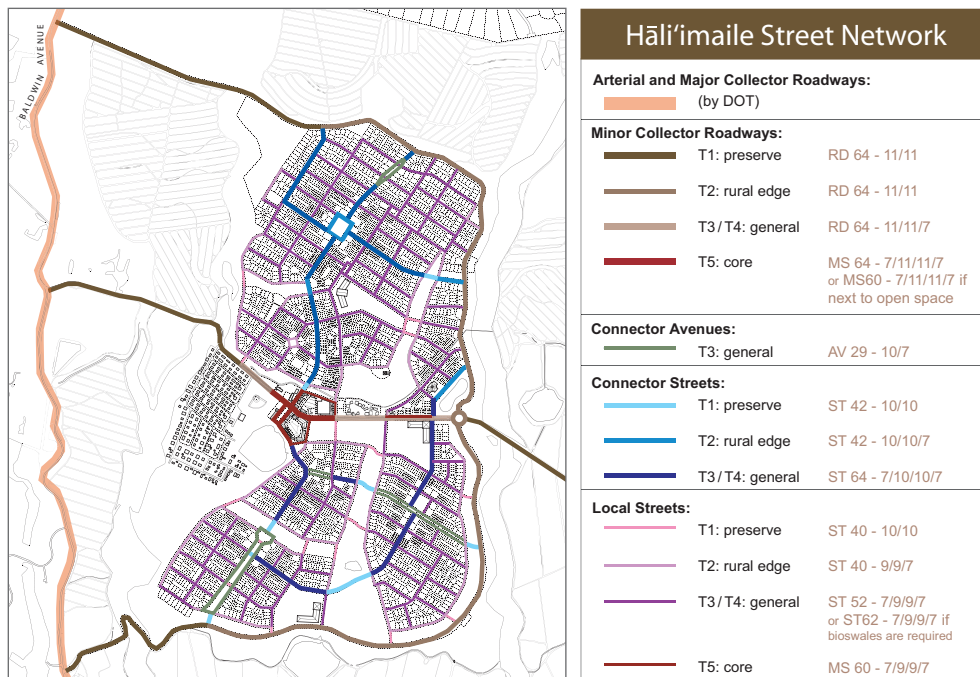 BALDWIN AVENUE
Hāli‘imaile Street Network
Arterial and Major Collector Roadways:
(by DOT)
Minor Collector Roadways:
T1: preserve RD 64 - 11/11
T2: rural edge RD 64 - 11/11
T3/T4: general RD 64 - 11/11/7
T5: core MS 64 - 7/11/11/7
or MS60 - 7/11/11/7 if
next to open space
Connector Avenues:
T3: general AV 29 - 10/7
Connector Streets:
T1: preserve ST 42 - 10/10
T2: rural edge ST 42 - 10/10/7
T3/T4: general ST 64 - 7/10/10/7
Local Streets:
T1: preserve ST 40 - 10/10
T2: rural edge ST 40 - 9/9/7
T3/T4: general ST 52 - 7/9/9/7
or ST62 - 7/9/9/7 if
bioswales are required
T5: core MS 60 - 7/9/9/7